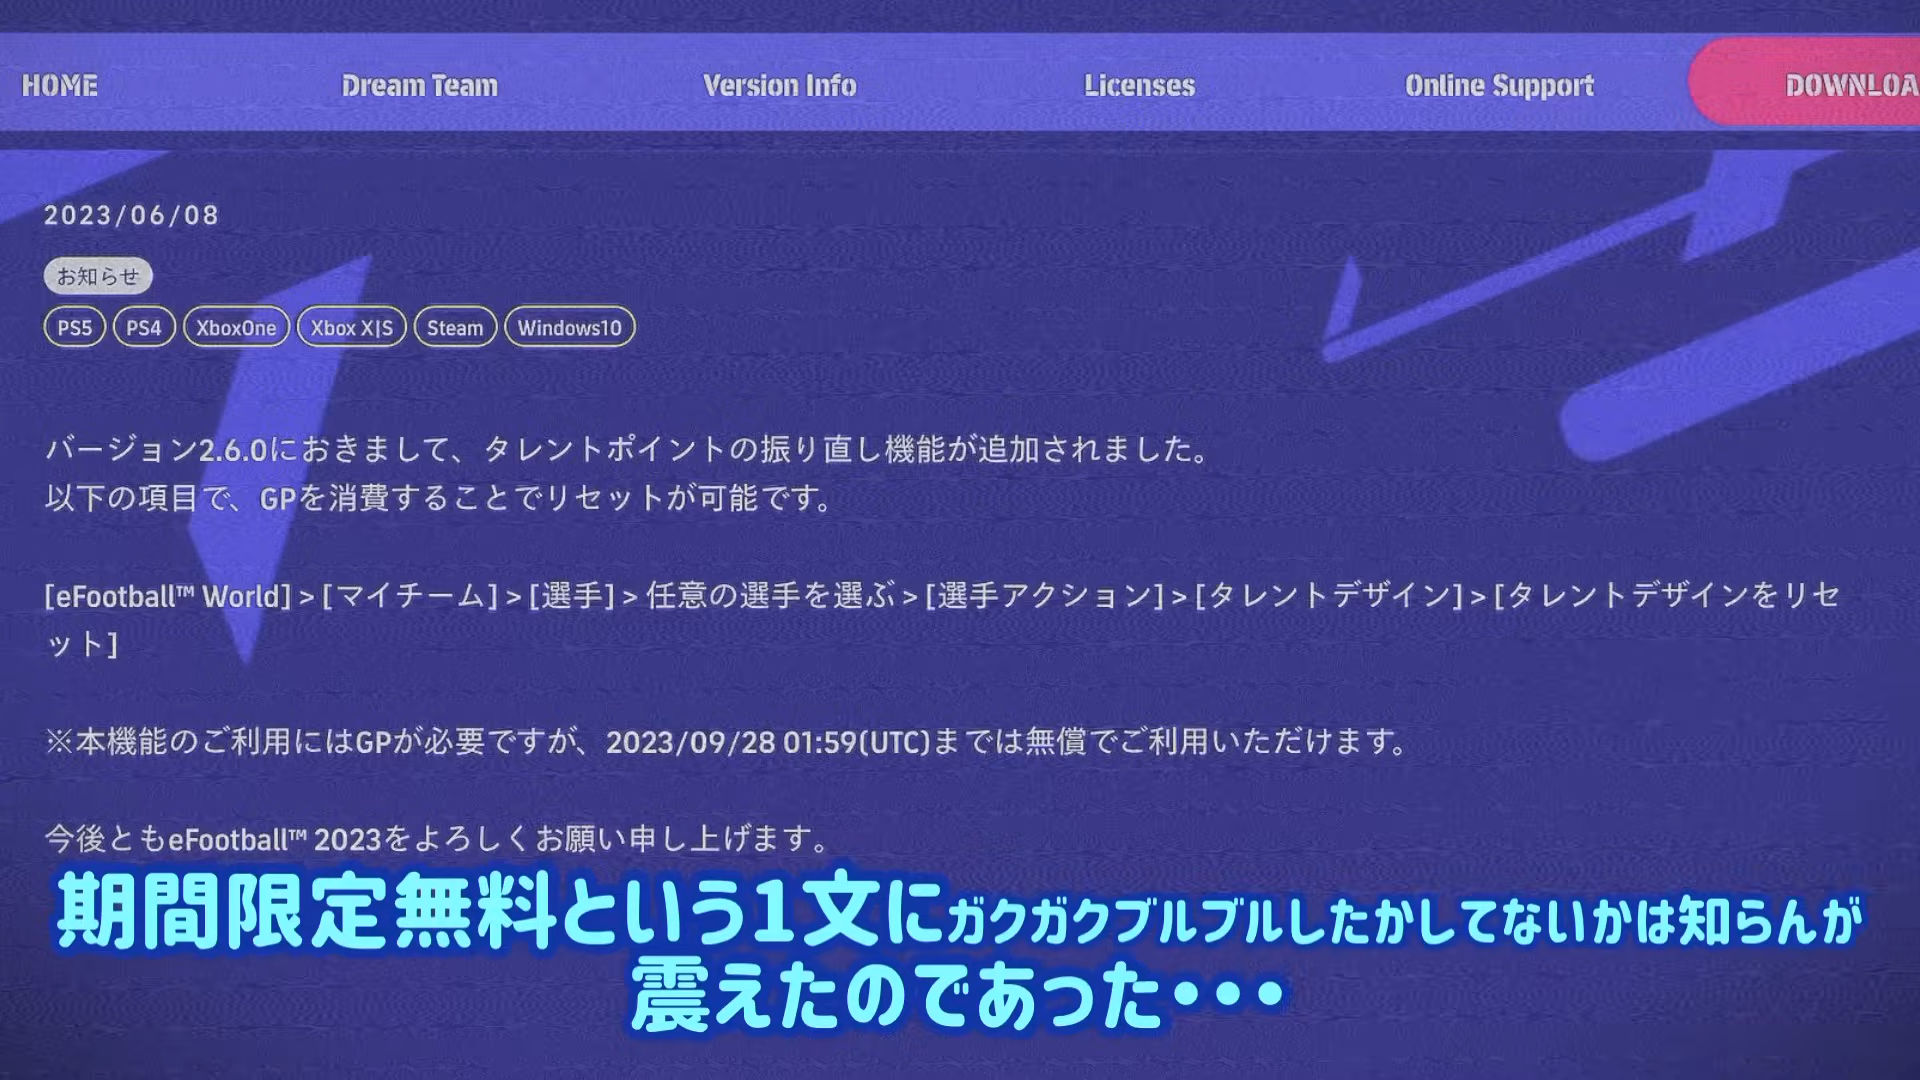 HOME Dream Team Version Info Licenses Online Support DOWNLOA
2023/06/08
お知らせ
PS5 PS4 XboxOne Xbox X|S Steam Windows10
バージョン2.6.0におきまして、タレントポイントの振り直し機能が追加されました。
以下の項目で、GPを消費することでリセットが可能です。
[eFootball™ World] > [マイチーム] > [選手] > 任意の選手を選ぶ > [選手アクション] > [タレントデザイン] > [タレントデザインをリセ
ット]
※本機能のご利用にはGPが必要ですが、2023/09/28 01:59(UTC)までは無償でご利用いただけます。
今後ともeFootball™ 2023をよろしくお願い申し上げます。
期間限定無料という1文にガクガクブルブルしたかしてないかは知らんが
震えたのであった・・・